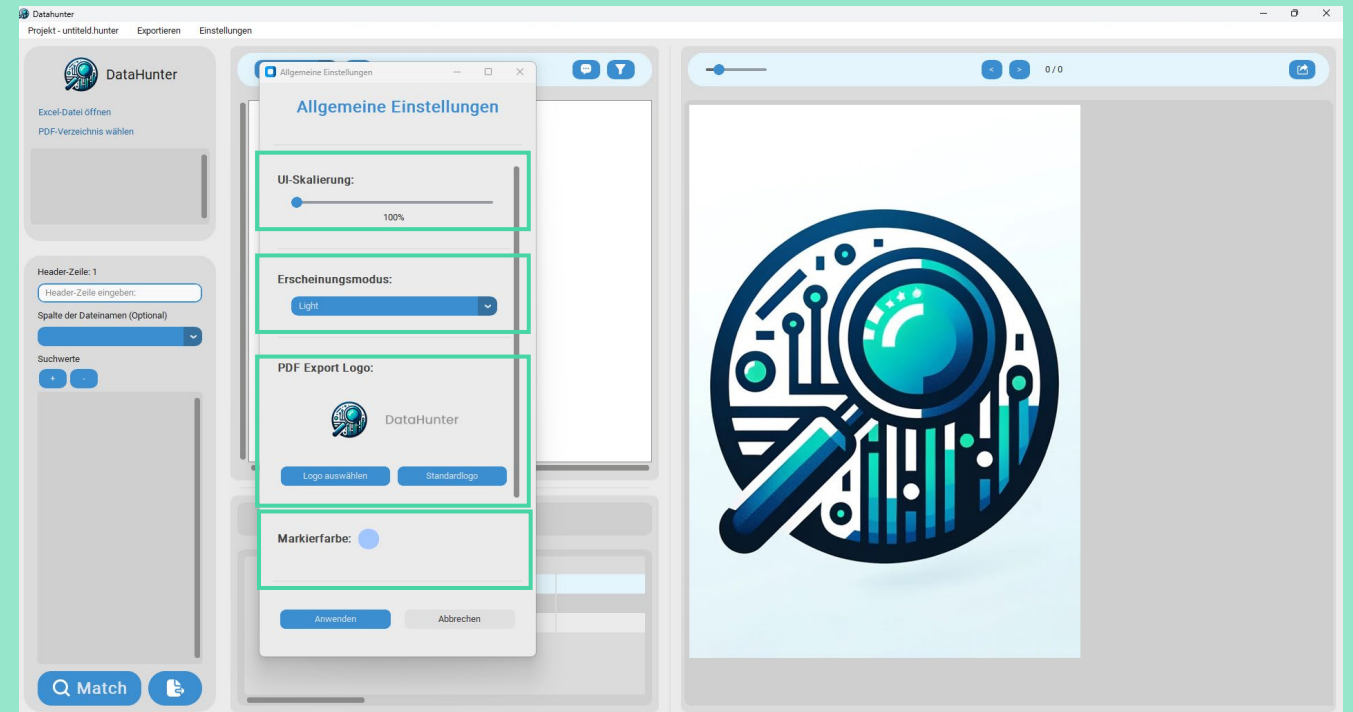 Datahunter
Projekt - untiteld.hunter Exportieren Einstellungen
DataHunter
Excel-Datei öffnen
PDF-Verzeichnis wählen
Header-Zeile: 1
Header-Zeile eingeben:
Spalte der Dateinamen (Optional)
Suchwerte
+ -
Match
Allgemeine Einstellungen
Allgemeine Einstellungen
UI-Skalierung:
100%
Erscheinungsmodus:
Light
PDF Export Logo:
DataHunter
Logo auswählen Standardlogo
Markierfarbe:
Anwenden Abbrechen
< > 0 / 0